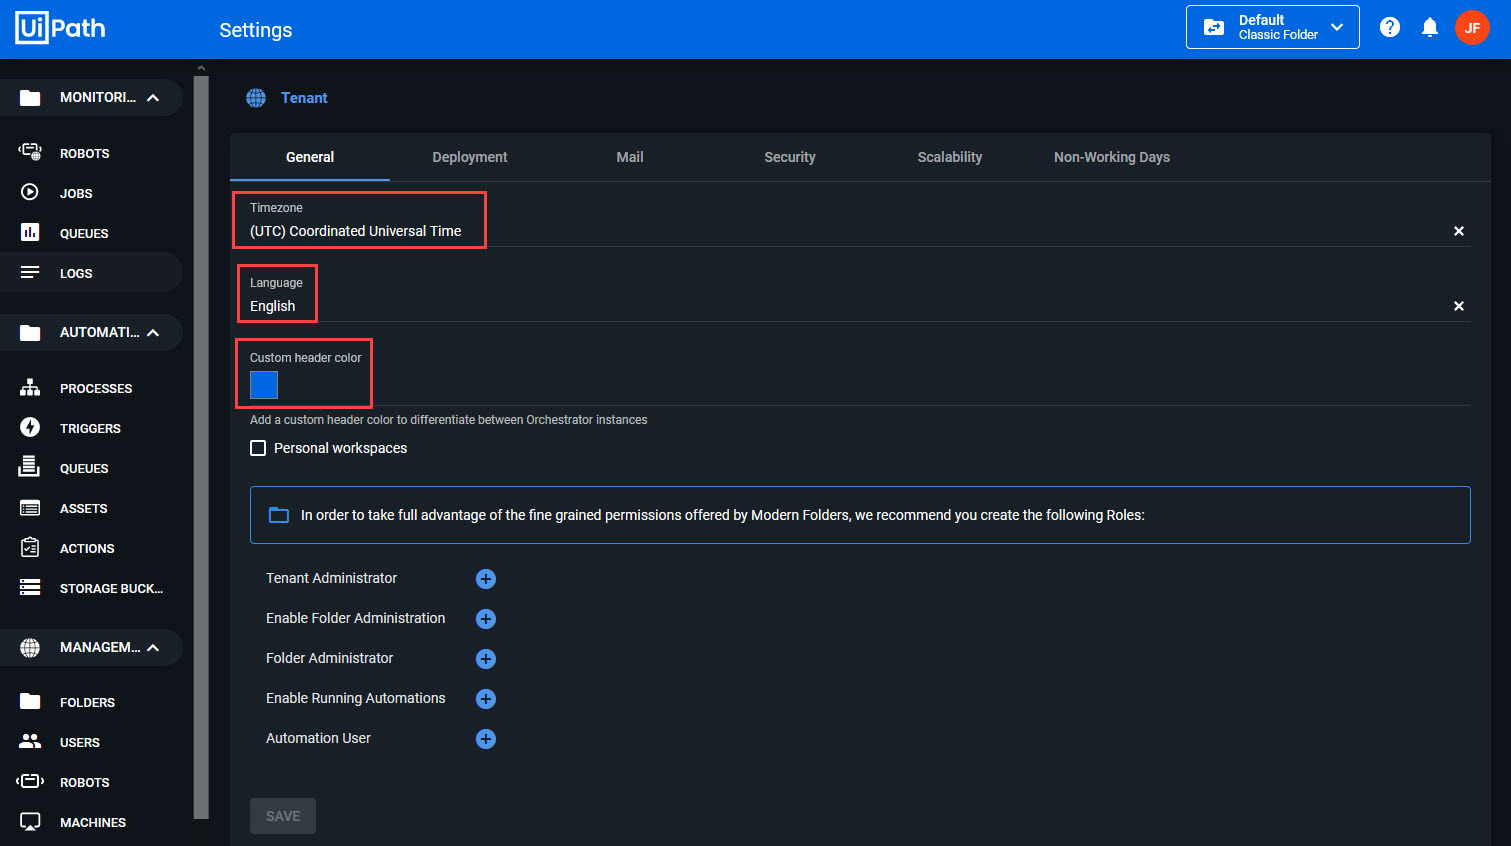 UiPath
Settings
Default
Classic Folder
JF
MONITORI...
ROBOTS
JOBS
QUEUES
LOGS
AUTOMATI...
PROCESSES
TRIGGERS
QUEUES
ASSETS
ACTIONS
STORAGE BUCK...
MANAGEM...
FOLDERS
USERS
ROBOTS
MACHINES
Tenant
General Deployment Mail Security Scalability Non-Working Days
Timezone
(UTC) Coordinated Universal Time
Language
English
Custom header color
Add a custom header color to differentiate between Orchestrator instances
Personal workspaces
In order to take full advantage of the fine grained permissions offered by Modern Folders, we recommend you create the following Roles:
Tenant Administrator
Enable Folder Administration
Folder Administrator
Enable Running Automations
Automation User
SAVE